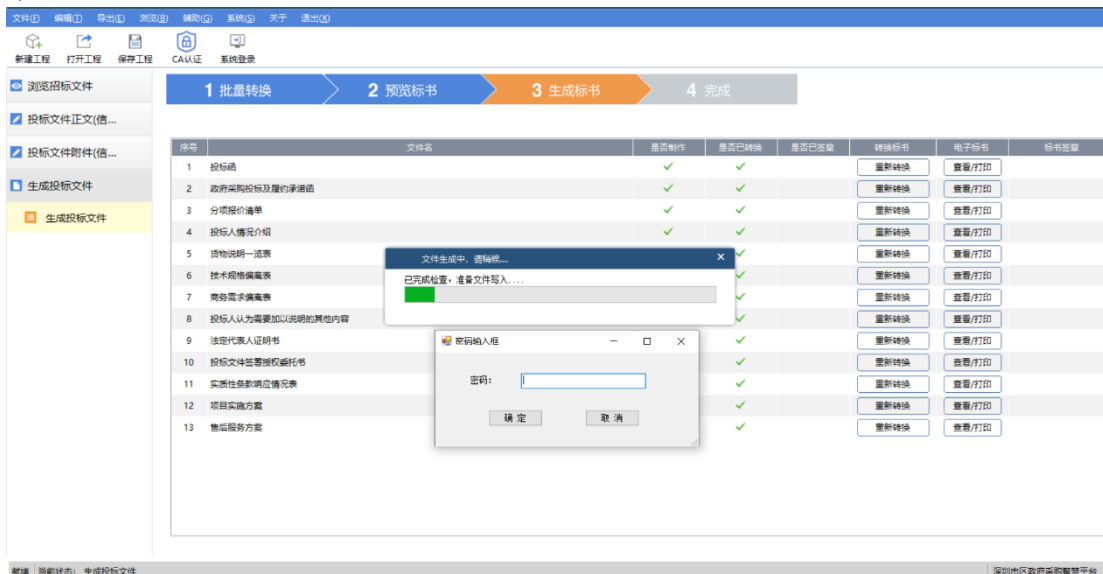 文件(F) 编辑(T) 导出(E) 浏览(B) 辅助(G) 系统(S) 关于 退出(X)
新建工程 打开工程 保存工程 CA认证 系统登录
浏览招标文件
投标文件正文(信...
投标文件附件(信...
生成投标文件
生成投标文件
1 批量转换 2 预览标书 3 生成标书 4 完成
序号 文件名 是否制作 是否已转换 是否已签章 转换标书 电子标书 标书签章
1 投标函 重新转换 查看/打印
2 政府采购投标及履约承诺函 重新转换 查看/打印
3 分项报价清单 重新转换 查看/打印
4 投标人情况介绍 重新转换 查看/打印
5 货物说明一览表 重新转换 查看/打印
6 技术规格偏离表 重新转换 查看/打印
7 商务需求偏离表 重新转换 查看/打印
8 投标人认为需要加以说明的其他内容 重新转换 查看/打印
9 法定代表人证明书 重新转换 查看/打印
10 投标文件签署授权委托书 重新转换 查看/打印
11 实质性条款响应情况表 重新转换 查看/打印
12 项目实施方案 重新转换 查看/打印
13 售后服务方案 重新转换 查看/打印
文件生成中，请稍候....
已完成检查，准备文件写入....
密码输入框
密码：
确 定 取 消
就绪 当前状态： 生成投标文件 深圳市区政府采购智慧平台